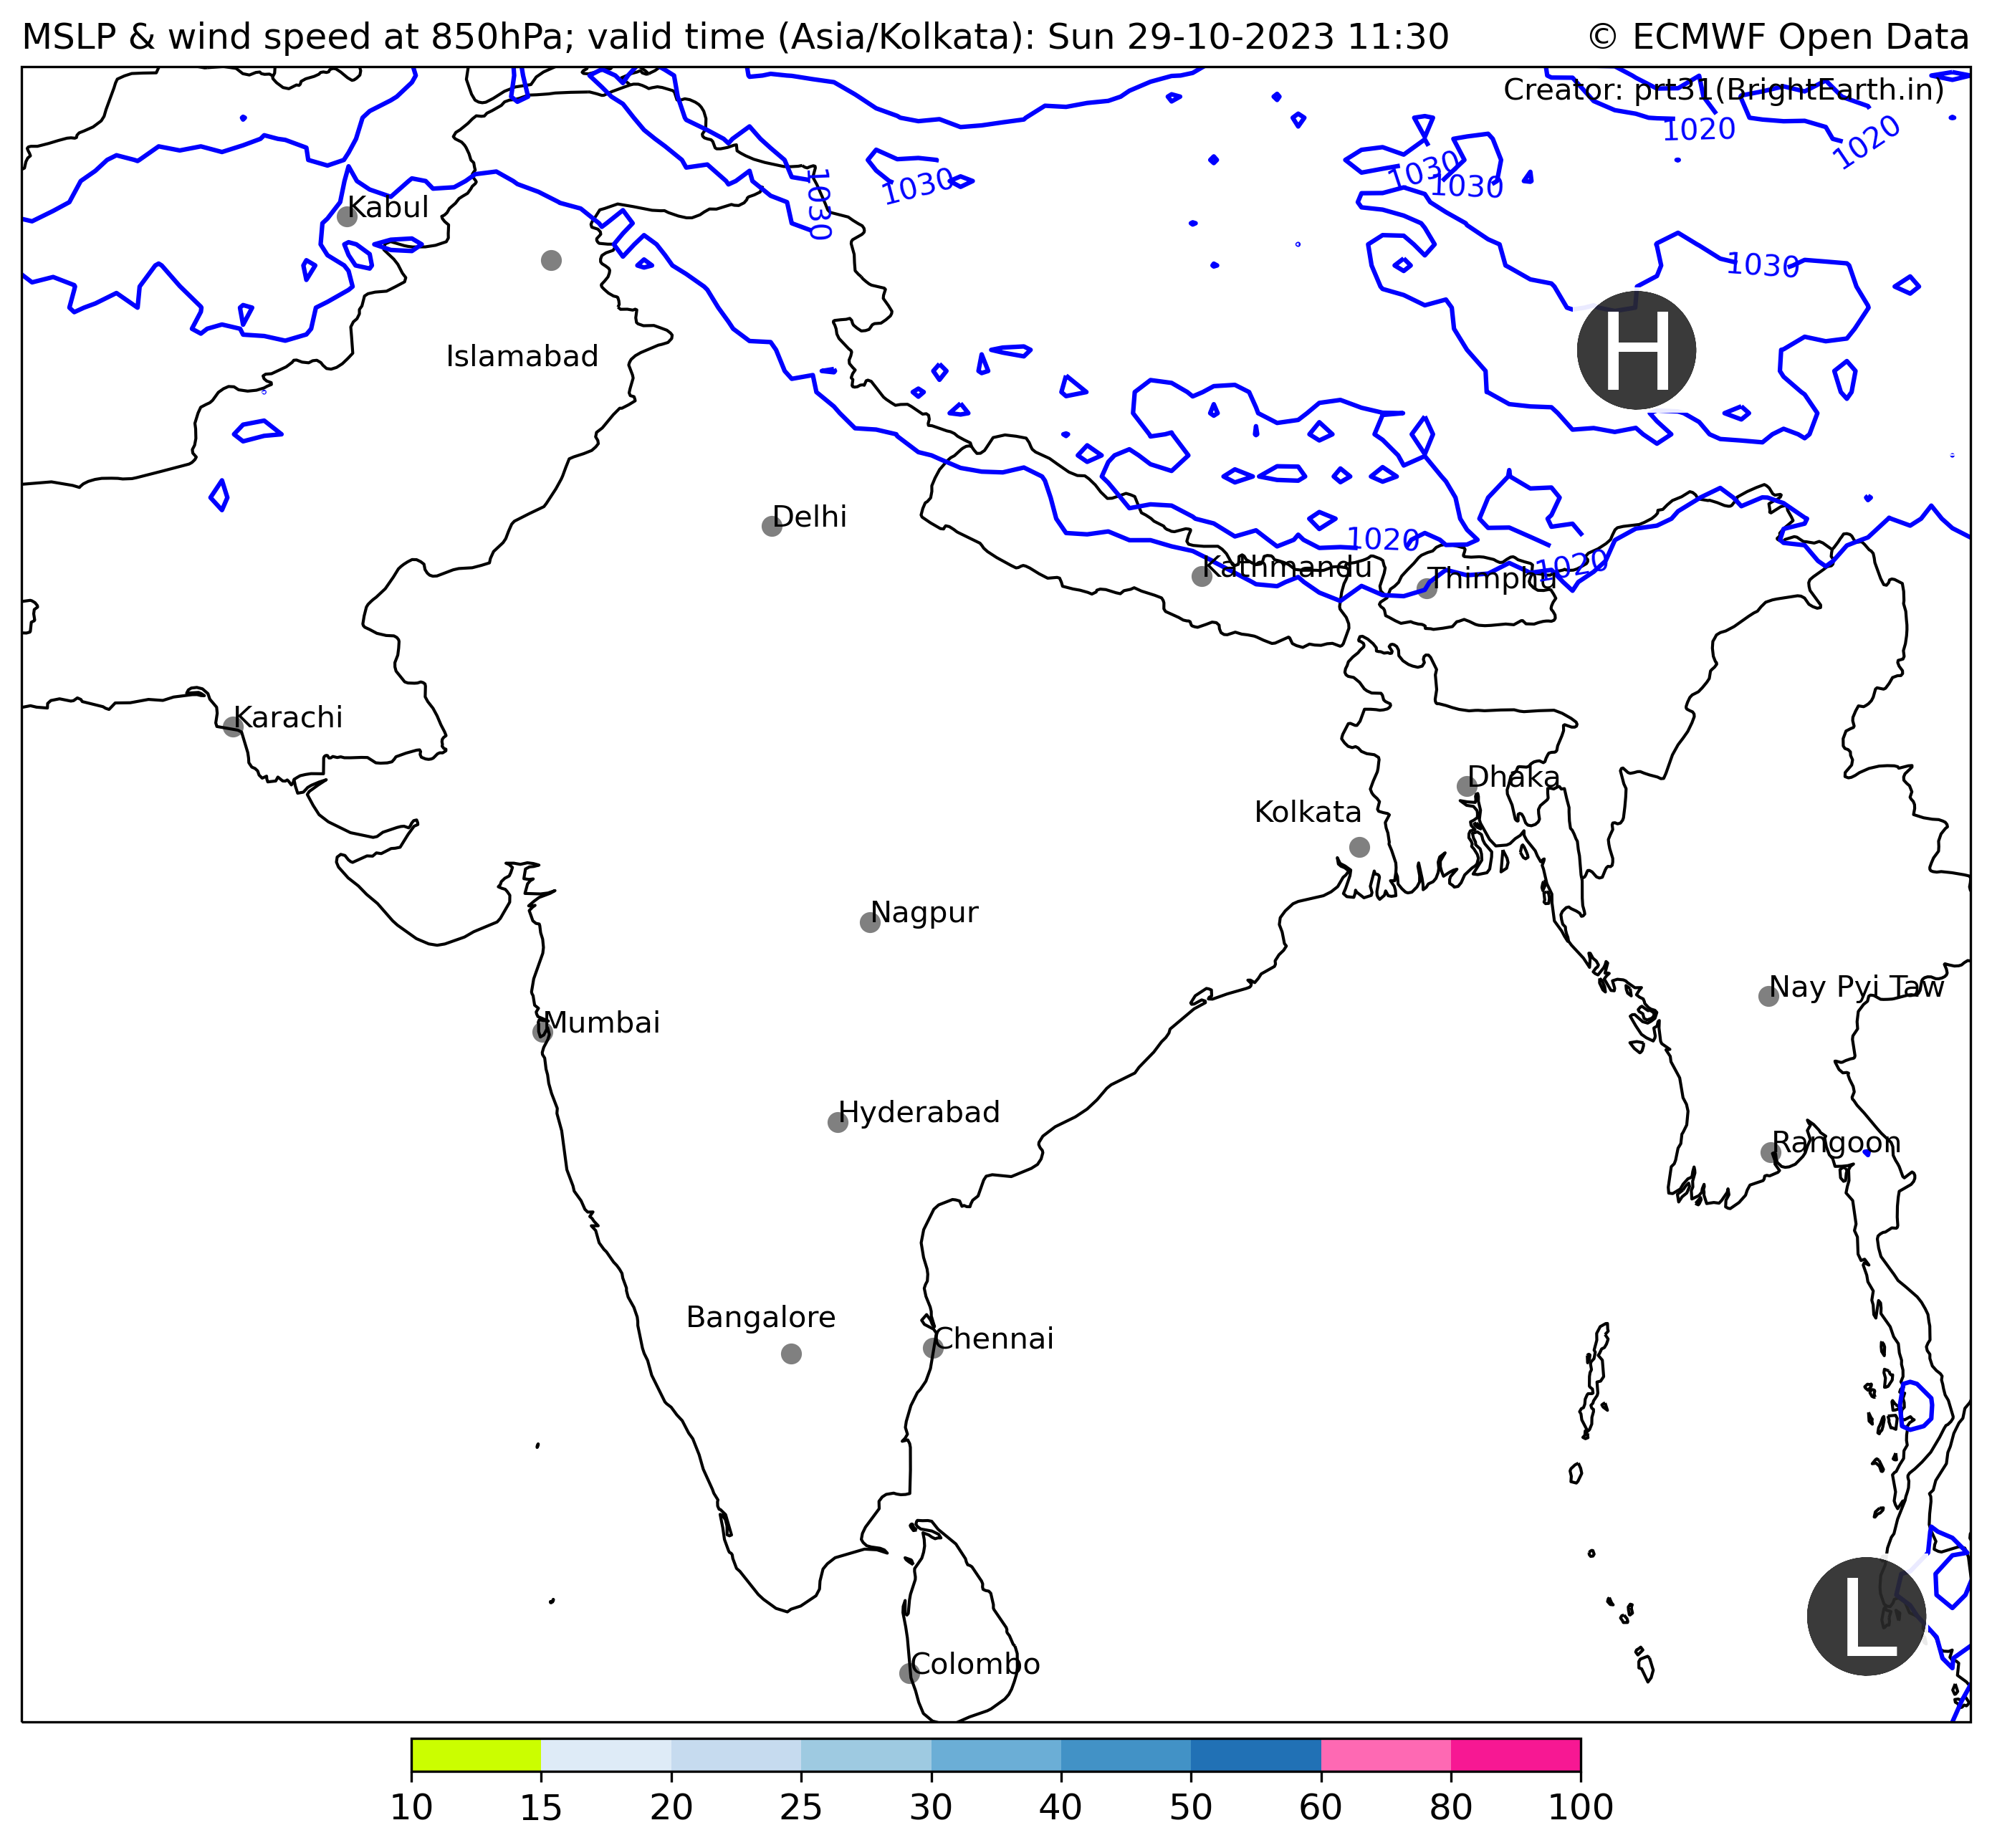 MSLP & wind speed at 850hPa; valid time (Asia/Kolkata): Sun 29-10-2023 11:30 © ECMWF Open Data
Creator: prt31(BrightEarth.in)
1020
1020
1030
1030
1030
1030
Kabul
1030
H
Islamabad
Delhi
1020
Kathmandu
Thimphu
1020
Karachi
Dhaka
Kolkata
Nagpur
Nay Pyi Taw
Mumbai
Hyderabad
Rangoon
Bangalore
Chennai
L
Colombo
10 15 20 25 30 40 50 60 80 100